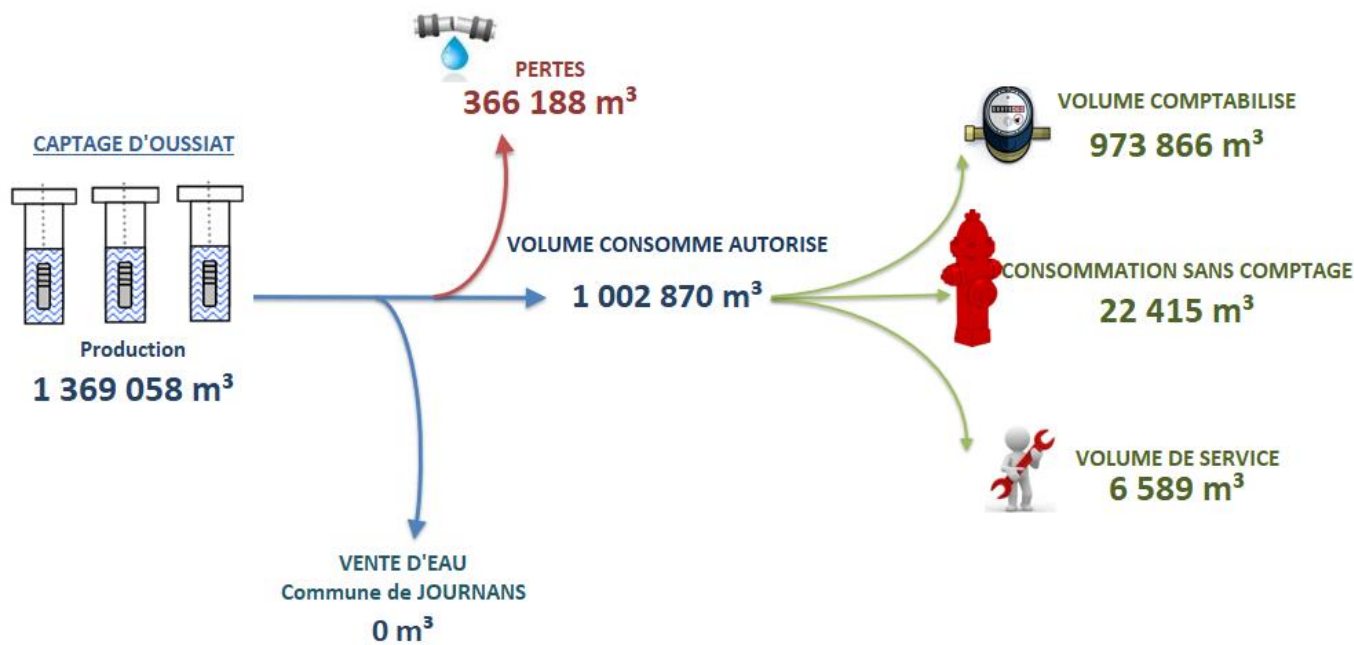 CAPTAGE D'OUSSIAT
Production
1 369 058 m³
PERTES
366 188 m³
VOLUME CONSOMME AUTORISE
1 002 870 m³
VENTE D'EAU
Commune de JOURNANS
0 m³
VOLUME COMPTABILISE
973 866 m³
CONSOMMATION SANS COMPTAGE
22 415 m³
VOLUME DE SERVICE
6 589 m³